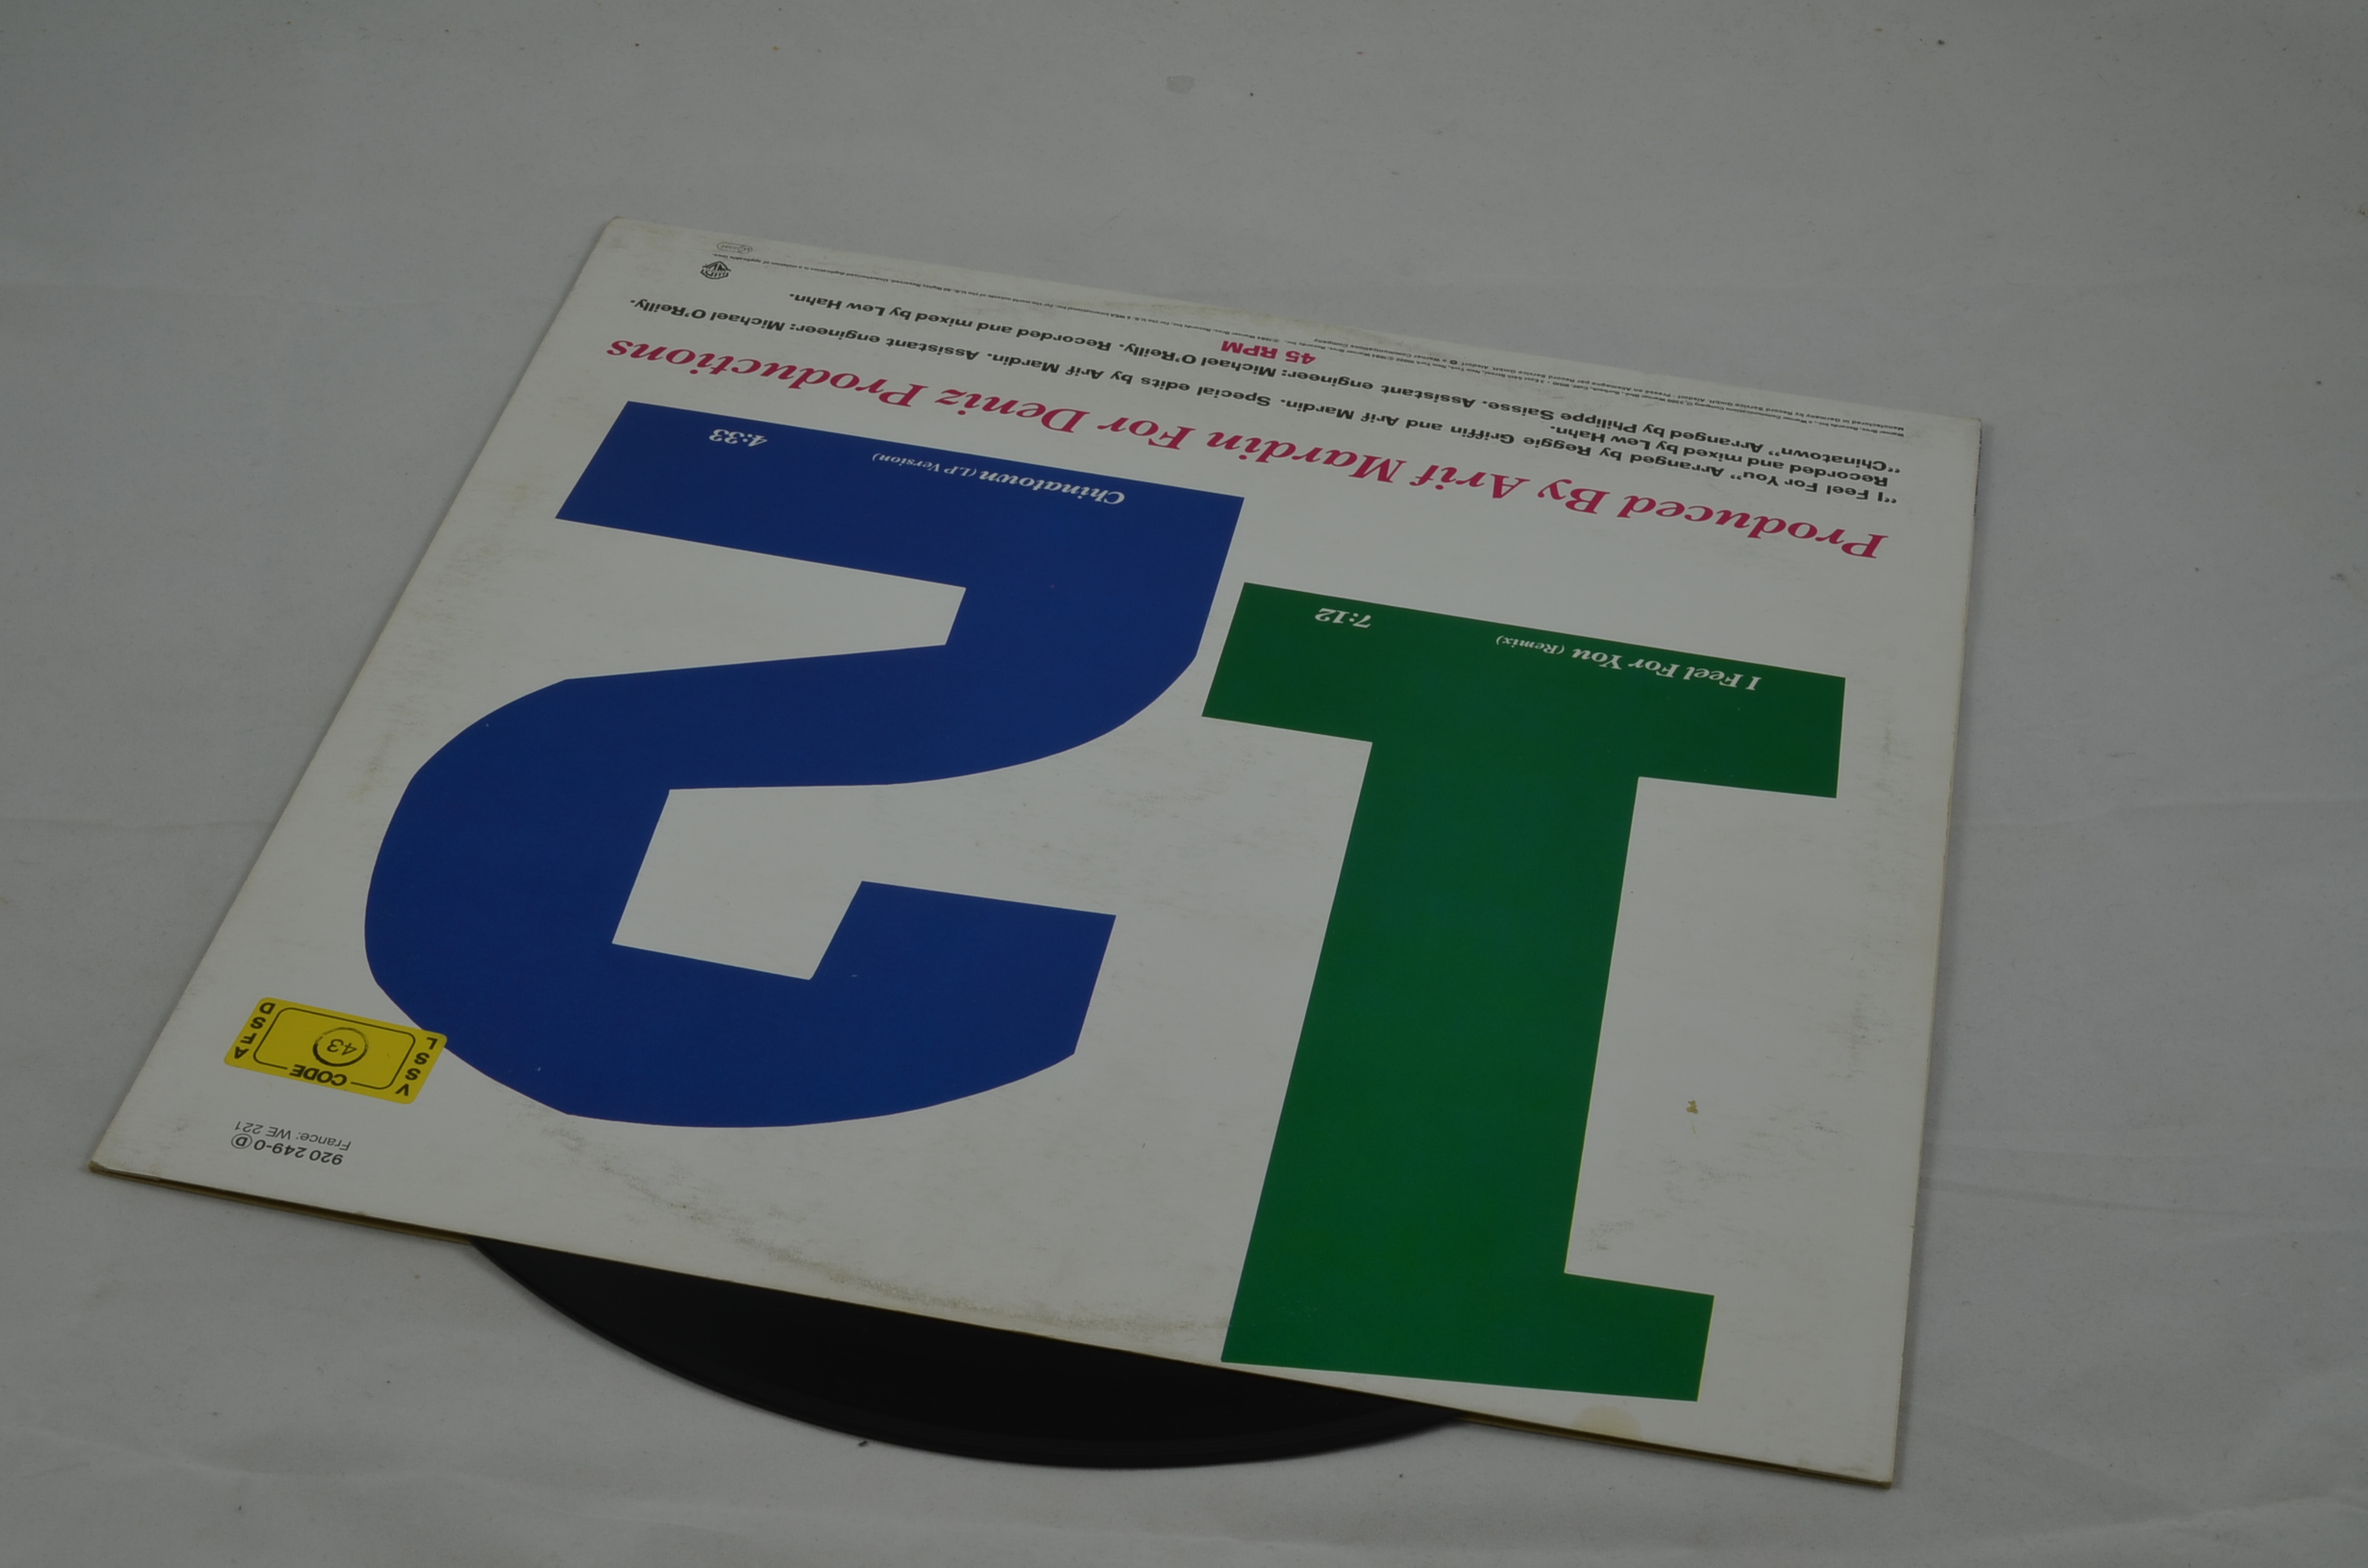 920 249-0 D
France: WE 221
CODE
VSSL
43
AFSD
12
I Feel For You (Remix)
7:12
Chinatown (LP Version)
4:33
Produced By Arif Mardin For Deniz Productions
“I Feel For You” Arranged by Reggie Griffin and Arif Mardin. Special edits by Arif Mardin. Assistant engineer: Michael O’Reilly.
Recorded and mixed by Lew Hahn.
“Chinatown” Arranged by Philippe Saisse. Assistant engineer: Michael O’Reilly. Recorded and mixed by Lew Hahn.
45 RPM